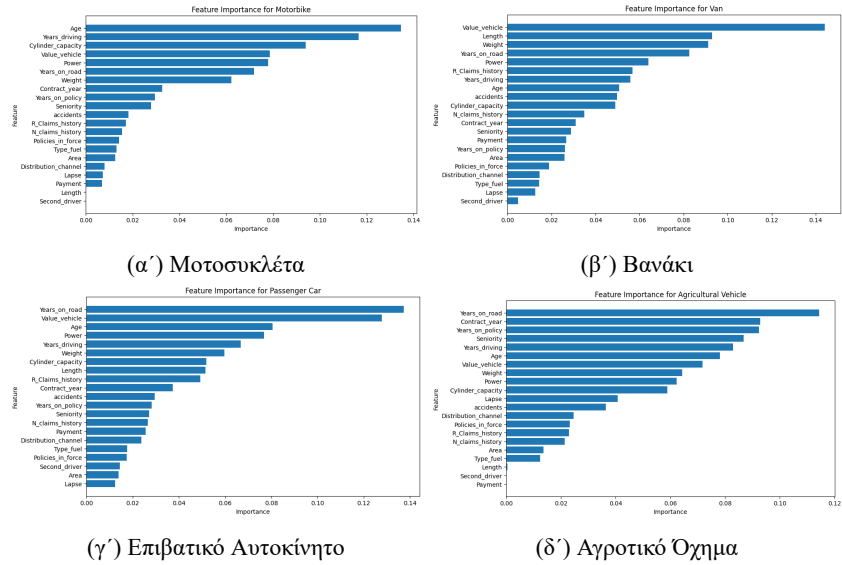 Feature Importance for Motorbike
Age
Years_driving
Cylinder_capacity
Value_vehicle
Power
Years_on_road
Weight
Contract_year
Years_on_policy
Seniority
accidents
R_Claims_history
N_claims_history
Policies_in_force
Type_fuel
Area
Distribution_channel
Lapse
Payment
Length
Second_driver
Feature
0.00 0.02 0.04 0.06 0.08 0.10 0.12 0.14
Importance
(α΄) Μοτοσυκλέτα
Feature Importance for Van
Value_vehicle
Length
Weight
Years_on_road
Power
R_Claims_history
Years_driving
Age
accidents
Cylinder_capacity
N_claims_history
Contract_year
Seniority
Payment
Years_on_policy
Area
Policies_in_force
Distribution_channel
Type_fuel
Lapse
Second_driver
Feature
0.00 0.02 0.04 0.06 0.08 0.10 0.12 0.14
Importance
(β΄) Βανάκι
Feature Importance for Passenger Car
Years_on_road
Value_vehicle
Age
Power
Years_driving
Weight
Cylinder_capacity
Length
R_Claims_history
Contract_year
accidents
Years_on_policy
Seniority
N_claims_history
Payment
Distribution_channel
Type_fuel
Policies_in_force
Second_driver
Area
Lapse
Feature
0.00 0.02 0.04 0.06 0.08 0.10 0.12 0.14
Importance
(γ΄) Επιβατικό Αυτοκίνητο
Feature Importance for Agricultural Vehicle
Years_on_road
Contract_year
Years_on_policy
Seniority
Years_driving
Age
Value_vehicle
Weight
Power
Cylinder_capacity
Lapse
accidents
Distribution_channel
Policies_in_force
R_Claims_history
N_claims_history
Area
Type_fuel
Length
Second_driver
Payment
Feature
0.00 0.02 0.04 0.06 0.08 0.10 0.12
Importance
(δ΄) Αγροτικό Όχημα